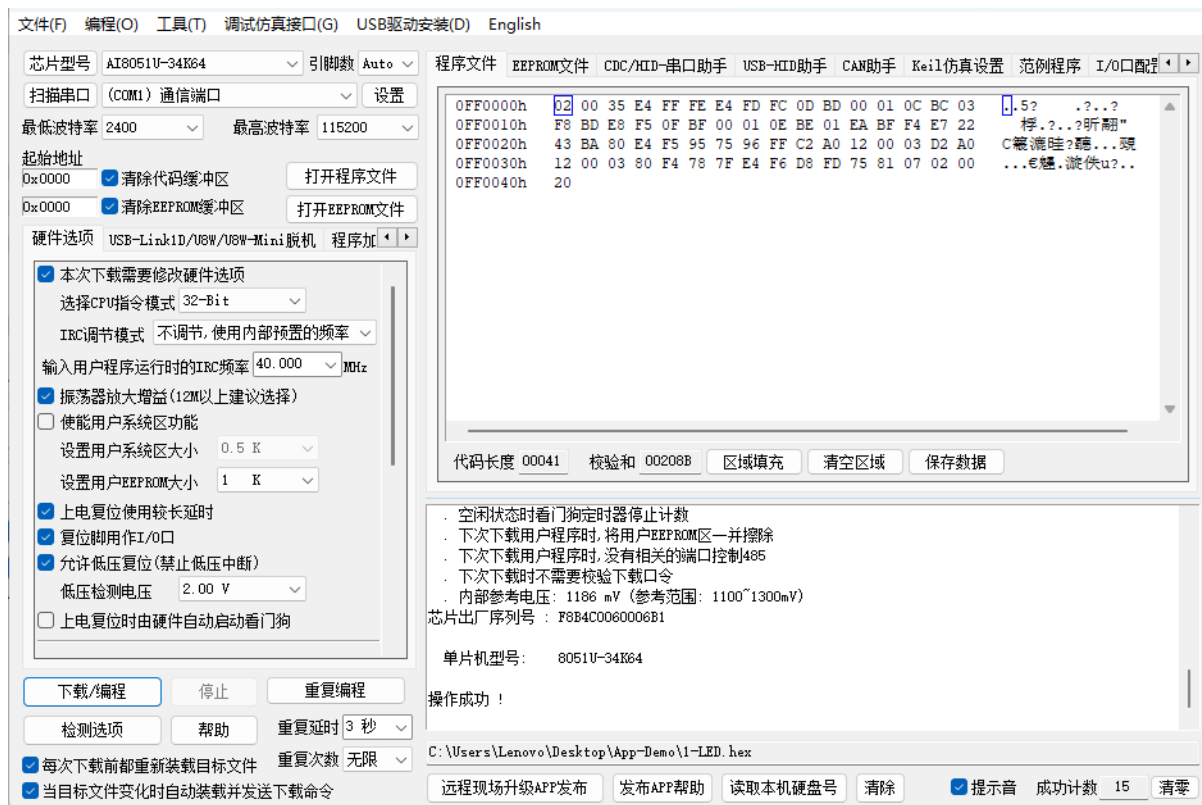 文件(F) 编程(O) 工具(T) 调试仿真接口(G) USB驱动安装(D) English
芯片型号 AI8051U-34K64 引脚数 Auto
扫描串口 (COM1) 通信端口 设置
最低波特率 2400 最高波特率 115200
起始地址
0x0000 清除代码缓冲区 打开程序文件
0x0000 清除EEPROM缓冲区 打开EEPROM文件
硬件选项 USB-Link1D/U8W/U8W-Mini脱机 程序加
本次下载需要修改硬件选项
选择CPU指令模式 32-Bit
IRC调节模式 不调节,使用内部预置的频率
输入用户程序运行时的IRC频率 40.000 MHz
振荡器放大增益(12M以上建议选择)
使能用户系统区功能
设置用户系统区大小 0.5 K
设置用户EEPROM大小 1 K
上电复位使用较长延时
复位脚用作I/O口
允许低压复位(禁止低压中断)
低压检测电压 2.00 V
上电复位时由硬件自动启动看门狗
下载/编程 停止 重复编程
检测选项 帮助 重复延时 3 秒
每次下载前都重新装载目标文件 重复次数 无限
当目标文件变化时自动装载并发送下载命令
程序文件 EEPROM文件 CDC/HID-串口助手 USB-HID助手 CAN助手 Keil仿真设置 范例程序 I/O口配置
0FF0000h 02 00 35 E4 FF FE E4 FD FC 0D BD 00 01 0C BC 03 ..5? .?..?
0FF0010h F8 BD E8 F5 0F BF 00 01 0E BE 01 EA BF F4 E7 22 桴.?..?昕翮"
0FF0020h 43 BA 80 E4 F5 95 75 96 FF C2 A0 12 00 03 D2 A0
0FF0030h 12 00 03 80 F4 78 7F E4 F6 D8 FD 75 81 07 02 00
0FF0040h 20
代码长度 00041 校验和 00208B 区域填充 清空区域 保存数据
. 空闲状态时看门狗定时器停止计数
. 下次下载用户程序时,将用户EEPROM区一并擦除
. 下次下载用户程序时,没有相关的端口控制485
. 下次下载时不需要校验下载口令
. 内部参考电压: 1186 mV (参考范围: 1100~1300mV)
芯片出厂序列号 : F8B4C0060006B1
单片机型号: 8051U-34K64
操作成功 !
C:\Users\Lenovo\Desktop\App-Demo\1-LED.hex
远程现场升级APP发布 发布APP帮助 读取本机硬盘号 清除 提示音 成功计数 15 清零